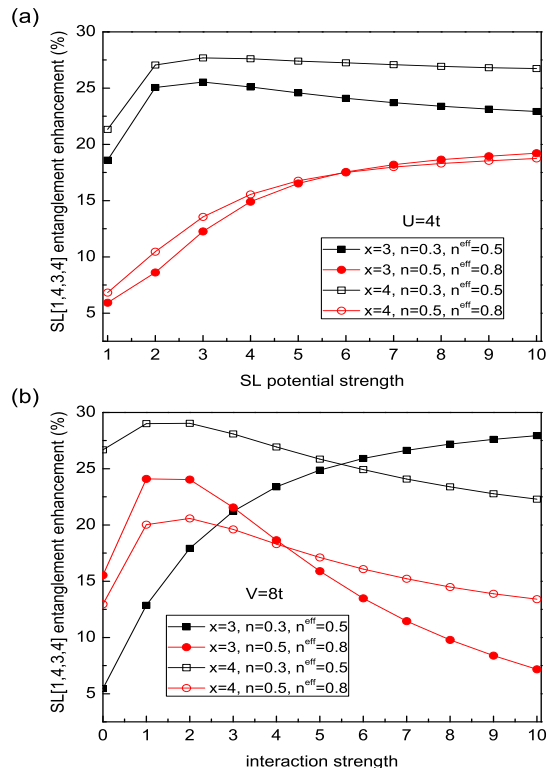 (a)
SL[1,4,3,4] entanglement enhancement (%)
30
25
20
15
10
5
U=4t
x=3, n=0.3, n^eff=0.5
x=3, n=0.5, n^eff=0.8
x=4, n=0.3, n^eff=0.5
x=4, n=0.5, n^eff=0.8
1 2 3 4 5 6 7 8 9 10
SL potential strength
(b)
SL[1,4,3,4] entanglement enhancement (%)
30
25
20
15
10
5
V=8t
x=3, n=0.3, n^eff=0.5
x=3, n=0.5, n^eff=0.8
x=4, n=0.3, n^eff=0.5
x=4, n=0.5, n^eff=0.8
0 1 2 3 4 5 6 7 8 9 10
interaction strength